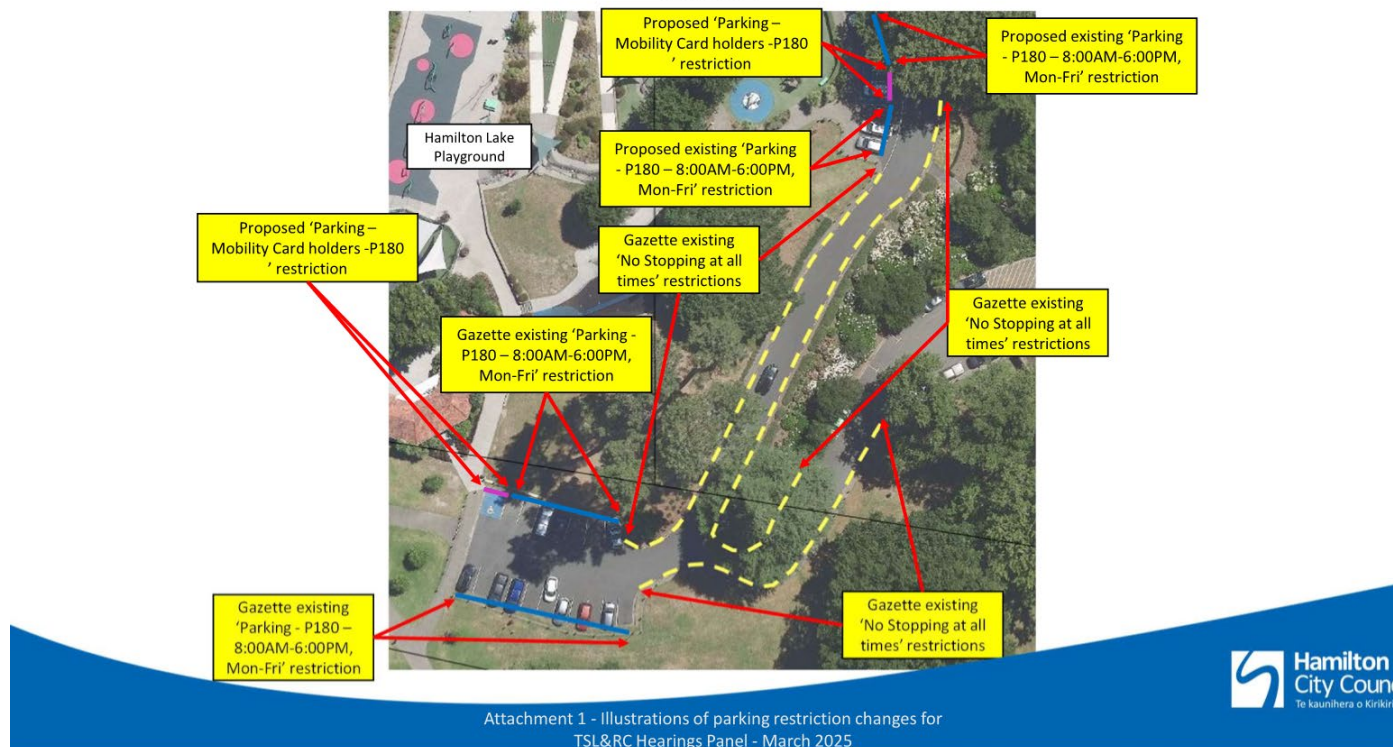 Proposed ‘Parking –
Mobility Card holders -P180
’ restriction
Proposed existing ‘Parking
- P180 – 8:00AM-6:00PM,
Mon-Fri’ restriction
Hamilton Lake
Playground
Proposed existing ‘Parking
- P180 – 8:00AM-6:00PM,
Mon-Fri’ restriction
Proposed ‘Parking –
Mobility Card holders -P180
’ restriction
Gazette existing
‘No Stopping at all
times’ restrictions
Gazette existing
‘No Stopping at all
times’ restrictions
Gazette existing ‘Parking -
P180 – 8:00AM-6:00PM,
Mon-Fri’ restriction
Gazette existing
‘Parking - P180 –
8:00AM-6:00PM,
Mon-Fri’ restriction
Gazette existing
‘No Stopping at all
times’ restrictions
Hamilton
City Counc
Te kaunihera o Kirikiri
Attachment 1 - Illustrations of parking restriction changes for
TSL&RC Hearings Panel - March 2025